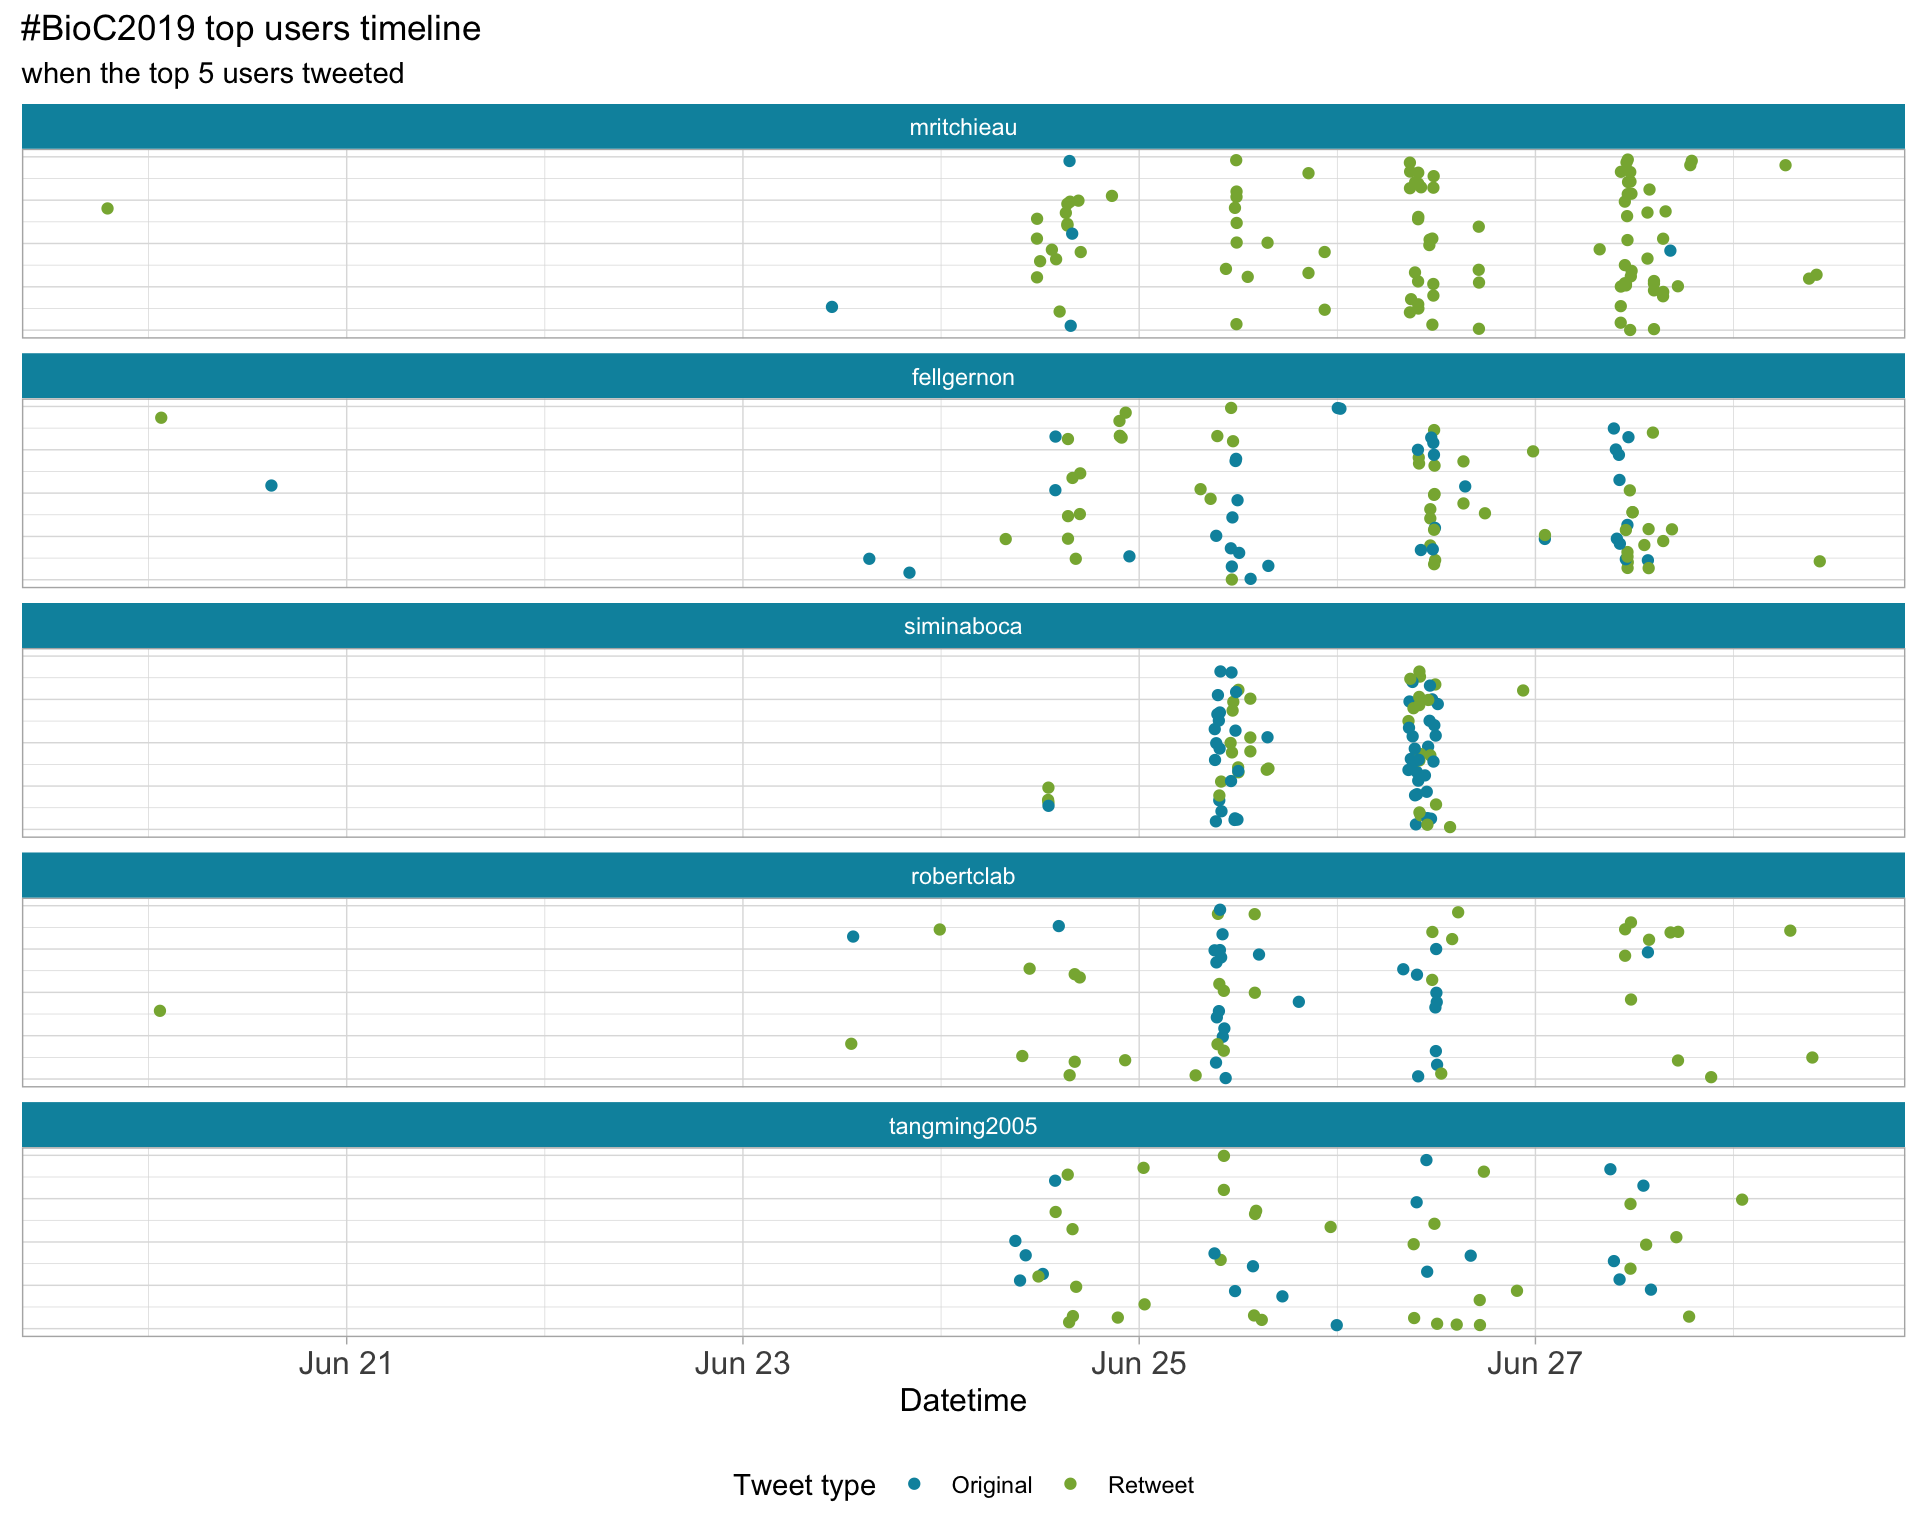 #BioC2019 top users timeline
when the top 5 users tweeted
mritchieau
fellgernon
siminaboca
robertclab
tangming2005
Jun 21 Jun 23 Jun 25 Jun 27
Datetime
Tweet type Original Retweet